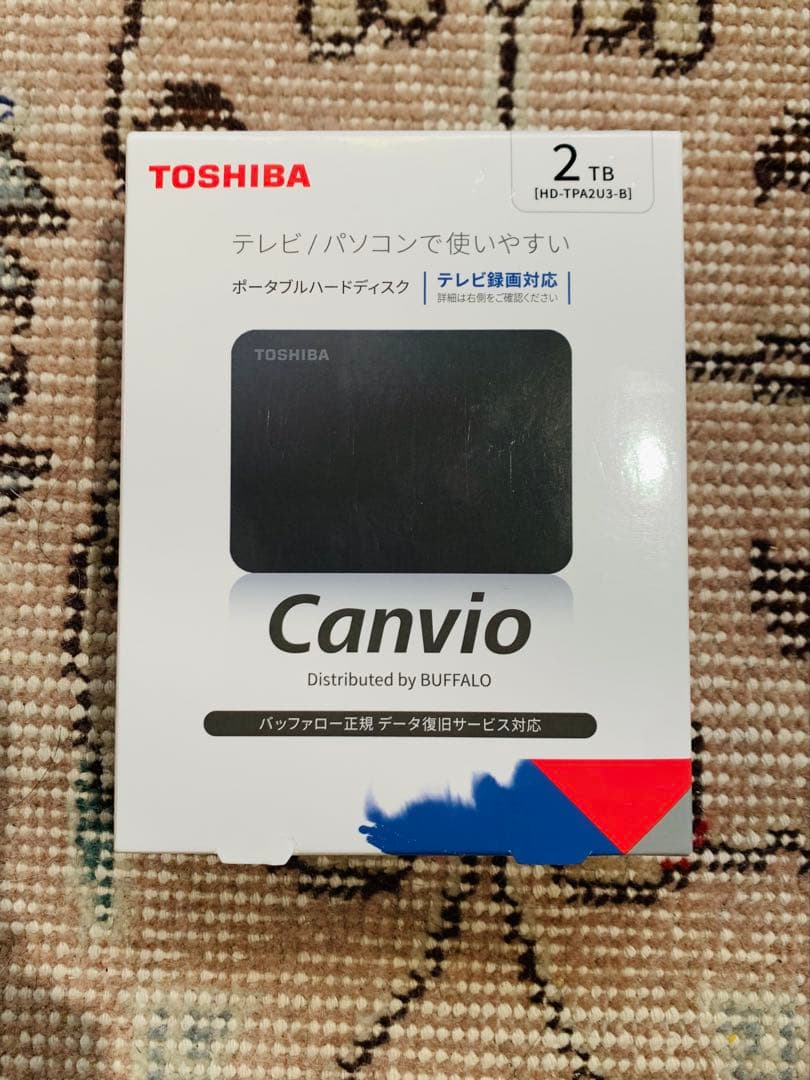 TOSHIBA
2 TB
[HD-TPA2U3-B]
テレビ/パソコンで使いやすい
ポータブルハードディスク
テレビ録画対応
詳細は右側をご確認ください
TOSHIBA
Canvio
Distributed by BUFFALO
バッファロー正規 データ復旧サービス対応